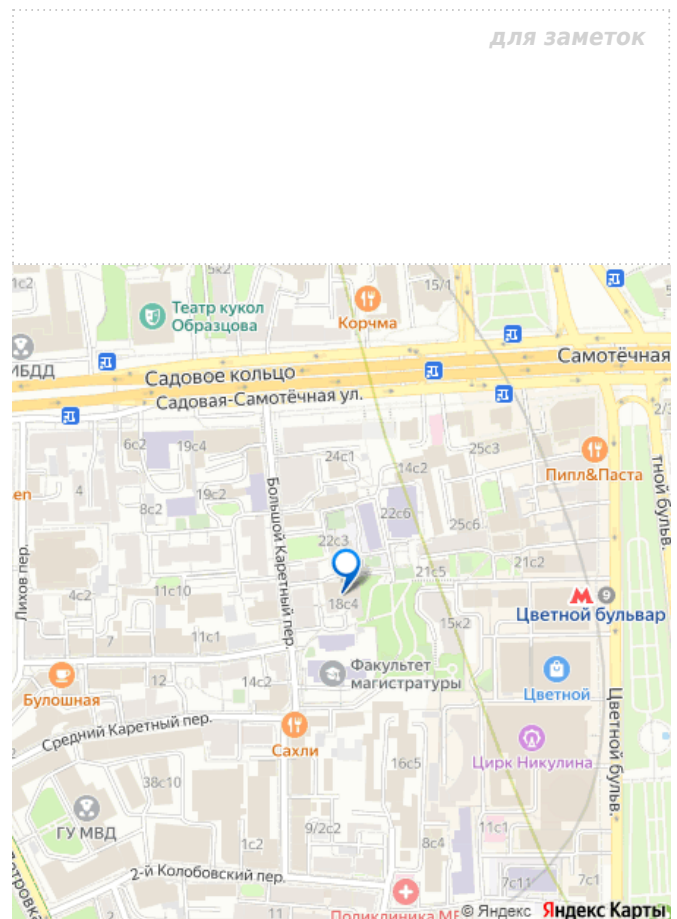 для заметок
1с2
5к2
15/1
Театр кукол
Образцова
Корчма
ИБДД
Садовое кольцо
Самотёчная
Садовая-Самотёчная ул.
2/3
6с2
19с4
24с1
25с3
14с2
Пипл&Паста
en
4
19с2
8с2
Большой Каретный пер.
22с6
25с6
22с3
тной бульв.
Лихов пер.
4с2
11с10
18с4
21с5
21с2
9
Цветной бульвар
7
11с1
15к2
Факультет
магистратуры
12
14с2
Булошная
Цветной
Цветной бульв.
Средний Каретный пер.
Сахли
Цирк Никулина
16с5
38с10
ГУ МВД
9/2с2
11с1
1с2
8с4
2-й Колобовский пер.
7с11
7с1
Петровка
Поликлиника МЕ
© Яндекс Яндекс Карты